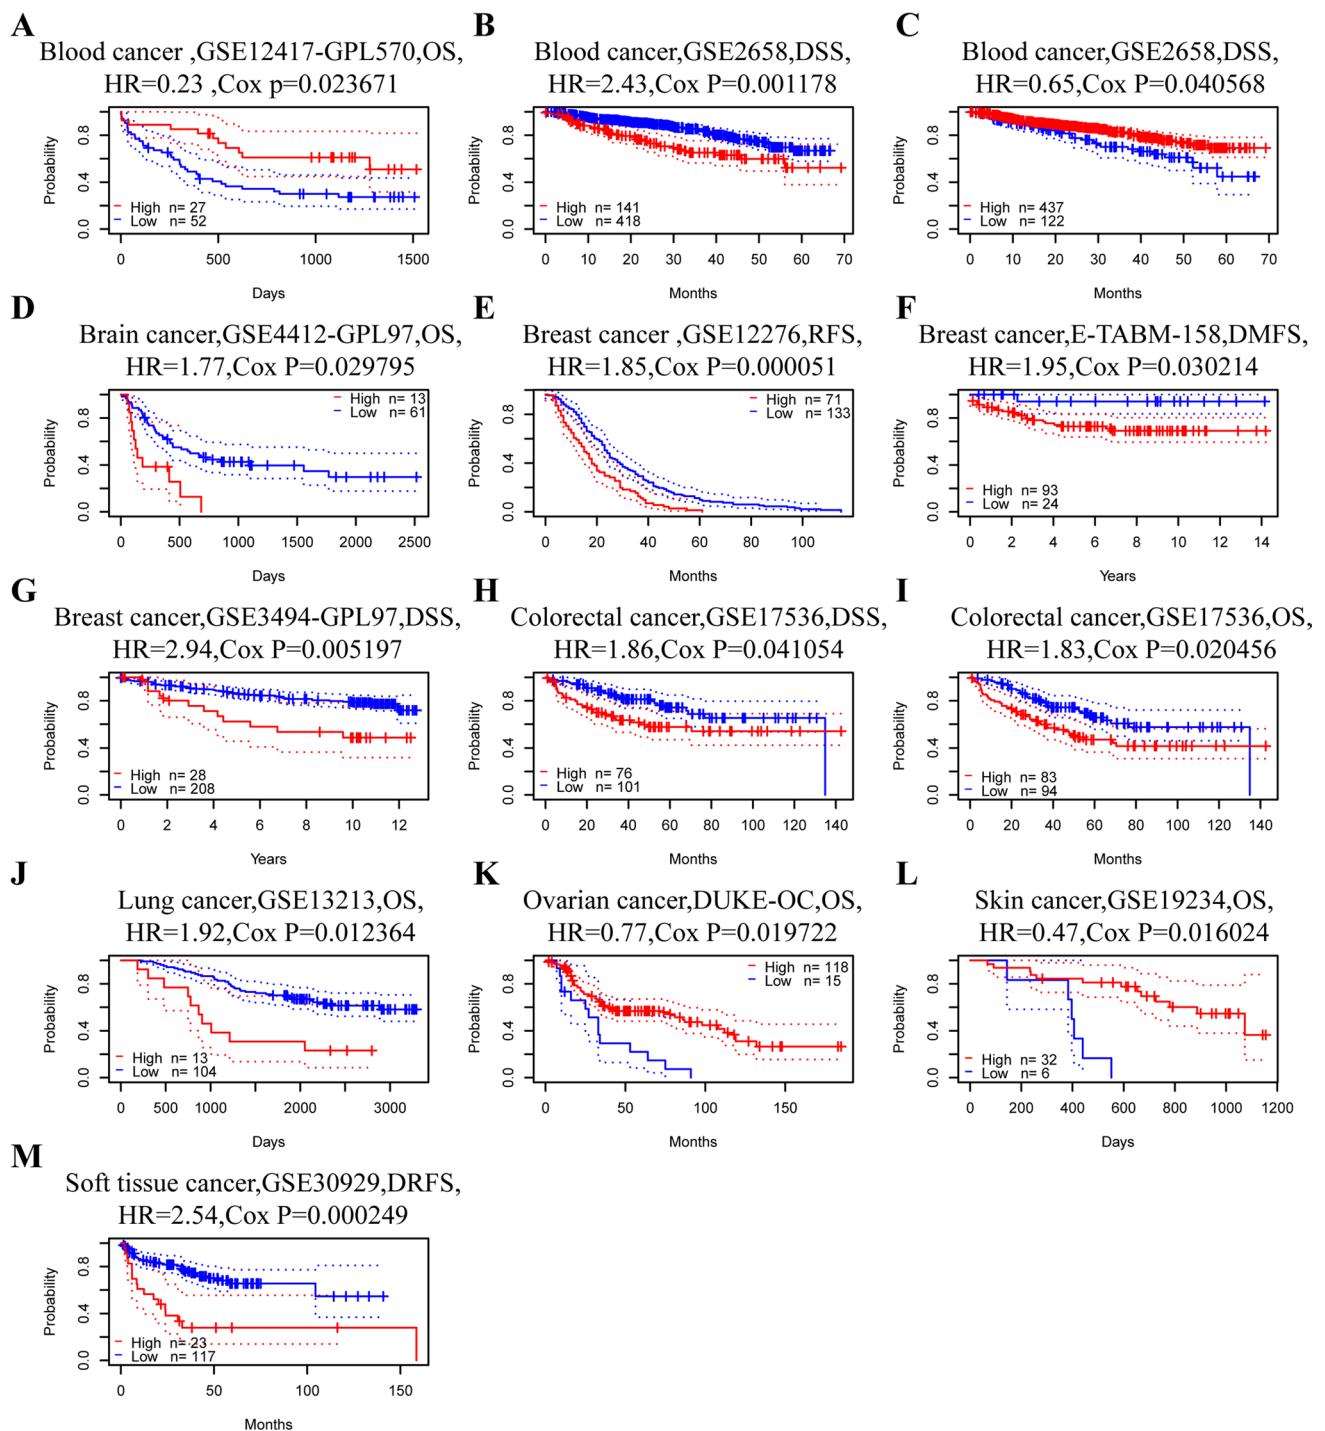 A
Blood cancer ,GSE12417-GPL570,OS,
HR=0.23 ,Cox p=0.023671
Probability
0.0 0.4 0.8
High n= 27
Low n= 52
0 500 1000 1500
Days
B
Blood cancer,GSE2658,DSS,
HR=2.43,Cox P=0.001178
Probability
0.0 0.4 0.8
High n= 141
Low n= 418
0 10 20 30 40 50 60 70
Months
C
Blood cancer,GSE2658,DSS,
HR=0.65,Cox P=0.040568
Probability
0.0 0.4 0.8
High n= 437
Low n= 122
0 10 20 30 40 50 60 70
Months
D
Brain cancer,GSE4412-GPL97,OS,
HR=1.77,Cox P=0.029795
Probability
0.0 0.4 0.8
High n= 13
Low n= 61
0 500 1000 1500 2000 2500
Days
E
Breast cancer ,GSE12276,RFS,
HR=1.85,Cox P=0.000051
Probability
0.0 0.4 0.8
High n= 71
Low n= 133
0 20 40 60 80 100
Months
F
Breast cancer,E-TABM-158,DMFS,
HR=1.95,Cox P=0.030214
Probability
0.0 0.4 0.8
High n= 93
Low n= 24
0 2 4 6 8 10 12 14
Years
G
Breast cancer,GSE3494-GPL97,DSS,
HR=2.94,Cox P=0.005197
Probability
0.0 0.4 0.8
High n= 28
Low n= 208
0 2 4 6 8 10 12
Years
H
Colorectal cancer,GSE17536,DSS,
HR=1.86,Cox P=0.041054
Probability
0.0 0.4 0.8
High n= 76
Low n= 101
0 20 40 60 80 100 120 140
Months
I
Colorectal cancer,GSE17536,OS,
HR=1.83,Cox P=0.020456
Probability
0.0 0.4 0.8
High n= 83
Low n= 94
0 20 40 60 80 100 120 140
Months
J
Lung cancer,GSE13213,OS,
HR=1.92,Cox P=0.012364
Probability
0.0 0.4 0.8
High n= 13
Low n= 104
0 500 1000 2000 3000
Days
K
Ovarian cancer,DUKE-OC,OS,
HR=0.77,Cox P=0.019722
Probability
0.0 0.4 0.8
High n= 118
Low n= 15
0 50 100 150
Months
L
Skin cancer,GSE19234,OS,
HR=0.47,Cox P=0.016024
Probability
0.0 0.4 0.8
High n= 32
Low n= 6
0 200 400 600 800 1000 1200
Days
M
Soft tissue cancer,GSE30929,DRFS,
HR=2.54,Cox P=0.000249
Probability
0.0 0.4 0.8
High n= 23
Low n= 117
0 50 100 150
Months